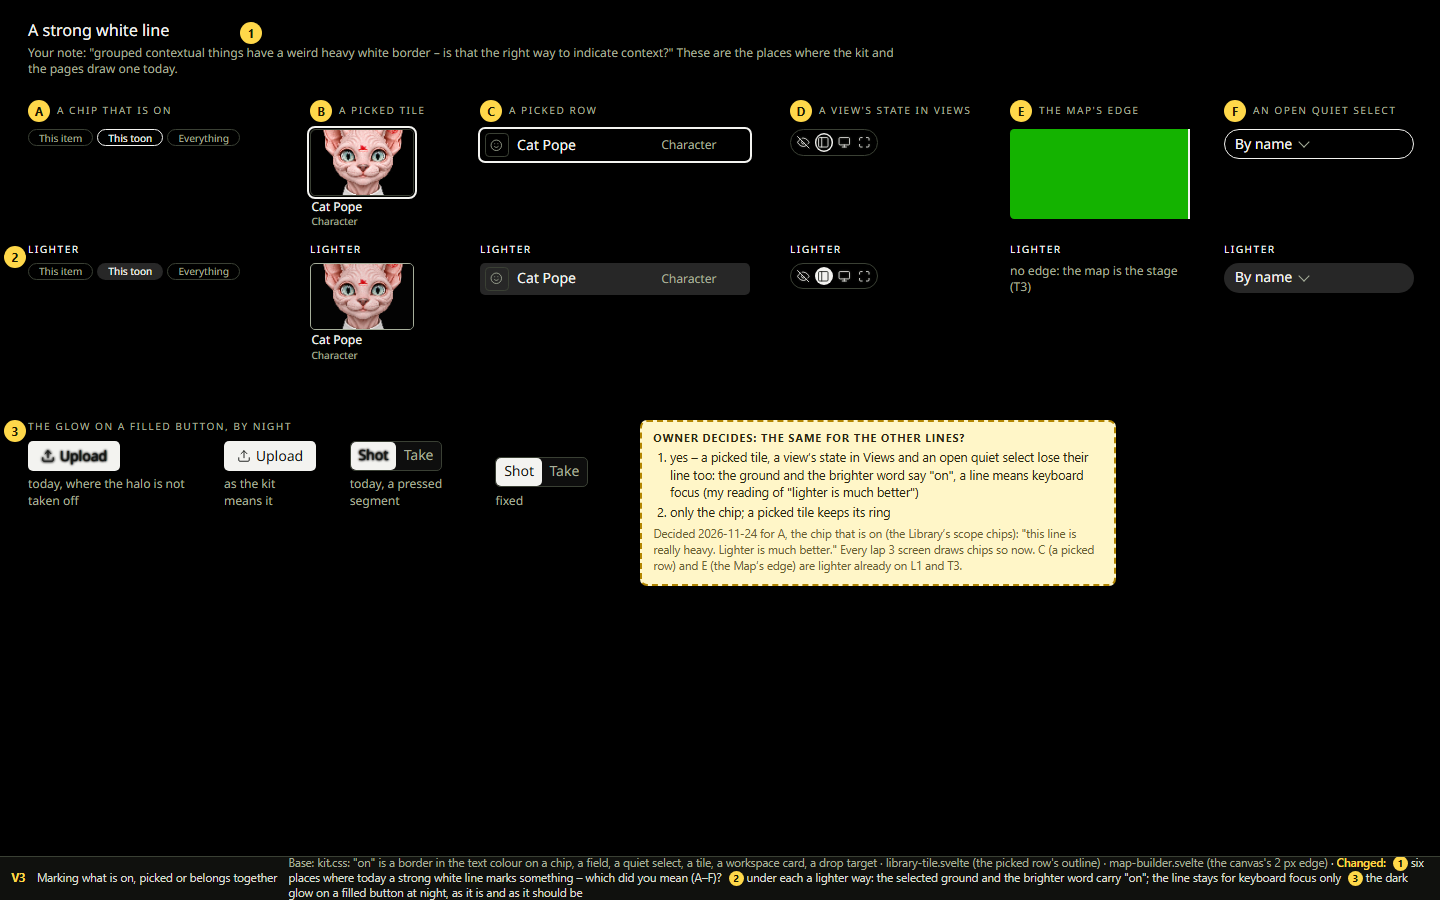 A strong white line
1
Your note: "grouped contextual things have a weird heavy white border – is that the right way to indicate context?" These are the places where the kit and
the pages draw one today.
A A CHIP THAT IS ON
B A PICKED TILE
C A PICKED ROW
D A VIEW'S STATE IN VIEWS
E THE MAP'S EDGE
F AN OPEN QUIET SELECT
This item This toon Everything
Cat Pope
Character
Cat Pope Character
By name
2 LIGHTER
LIGHTER
LIGHTER
LIGHTER
LIGHTER
LIGHTER
This item This toon Everything
Cat Pope
Character
Cat Pope Character
no edge: the map is the stage
(T3)
By name
3 THE GLOW ON A FILLED BUTTON, BY NIGHT
Upload
today, where the halo is not
taken off
Upload
as the kit
means it
Shot Take
today, a pressed
segment
Shot Take
fixed
OWNER DECIDES: THE SAME FOR THE OTHER LINES?
1. yes – a picked tile, a view's state in Views and an open quiet select lose their
line too: the ground and the brighter word say "on", a line means keyboard
focus (my reading of "lighter is much better")
2. only the chip; a picked tile keeps its ring
Decided 2026-11-24 for A, the chip that is on (the Library's scope chips): "this line is
really heavy. Lighter is much better." Every lap 3 screen draws chips so now. C (a picked
row) and E (the Map's edge) are lighter already on L1 and T3.
V3 Marking what is on, picked or belongs together
Base: kit.css: "on" is a border in the text colour on a chip, a field, a quiet select, a tile, a workspace card, a drop target · library-tile.svelte (the picked row's outline) · map-builder.svelte (the canvas's 2 px edge) · Changed: 1 six
places where today a strong white line marks something – which did you mean (A–F)? 2 under each a lighter way: the selected ground and the brighter word carry "on"; the line stays for keyboard focus only 3 the dark
glow on a filled button at night, as it is and as it should be